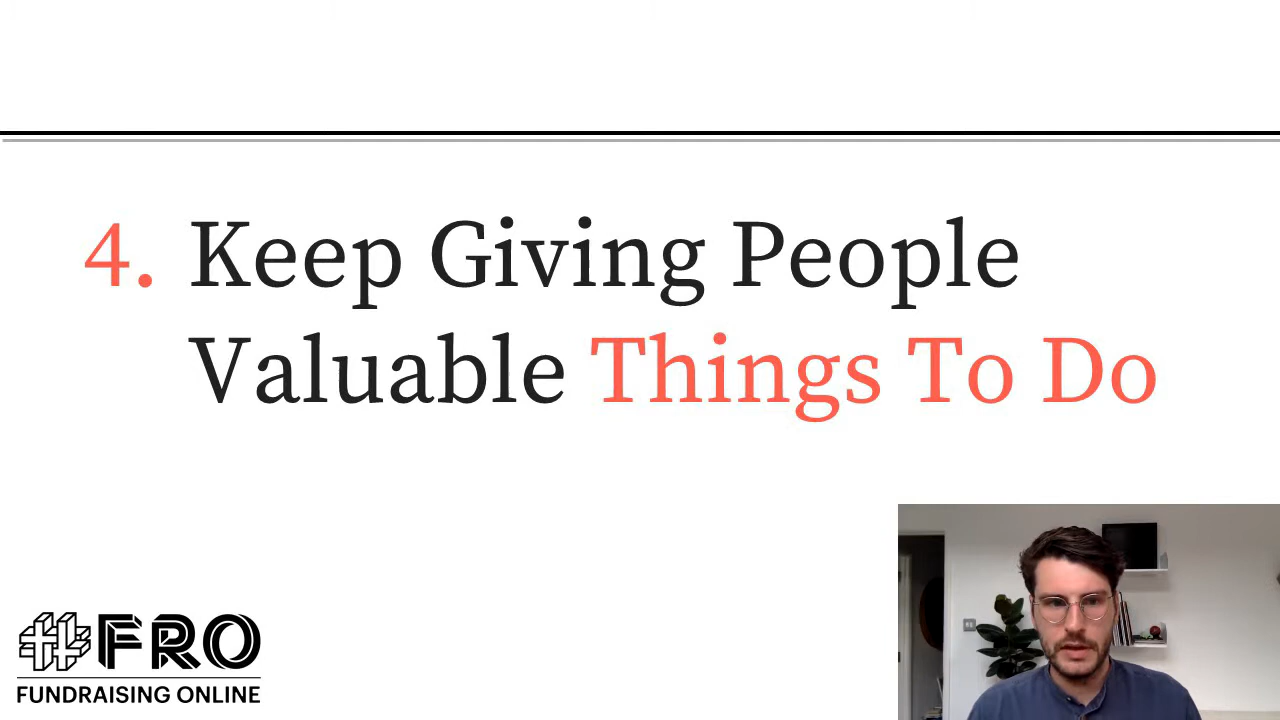 4. Keep Giving People
Valuable Things To Do
#FRO
FUNDRAISING ONLINE